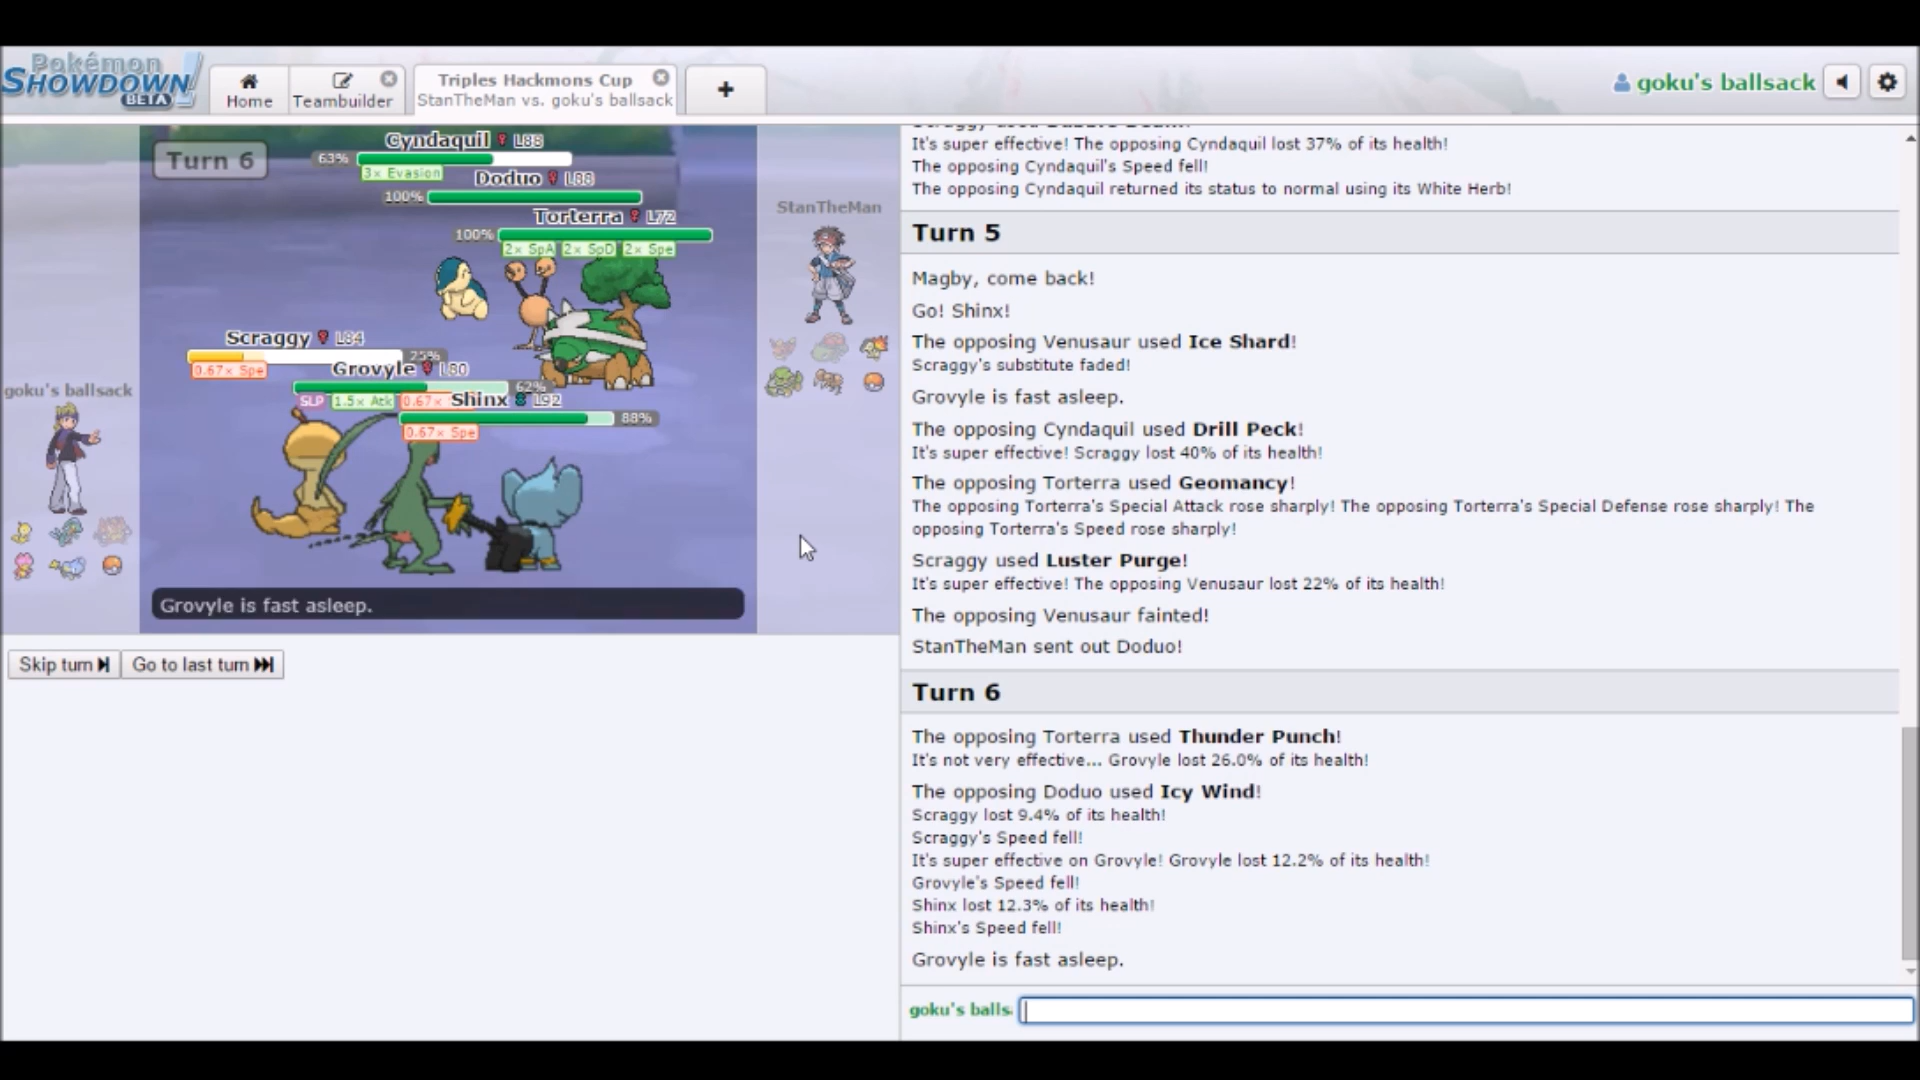 Pokémon
SHOWDOWN!
BETA
Home
Teambuilder
Triples Hackmons Cup
StanTheMan vs. goku's ballsack
+
goku's ballsack
Turn 6
Cyndaquil L88
63%
3x Evasion
Doduo L88
100%
Torterra L72
100%
2x SpA 2x SpD 2x Spe
StanTheMan
Scraggy L84
25%
0.67x Spe
Grovyle L80
62%
SLP 1.5x Atk 0.67x
Shinx L92
88%
0.67x Spe
goku's ballsack
Grovyle is fast asleep.
Skip turn
Go to last turn
It's super effective! The opposing Cyndaquil lost 37% of its health!
The opposing Cyndaquil's Speed fell!
The opposing Cyndaquil returned its status to normal using its White Herb!
Turn 5
Magby, come back!
Go! Shinx!
The opposing Venusaur used Ice Shard!
Scraggy's substitute faded!
Grovyle is fast asleep.
The opposing Cyndaquil used Drill Peck!
It's super effective! Scraggy lost 40% of its health!
The opposing Torterra used Geomancy!
The opposing Torterra's Special Attack rose sharply! The opposing Torterra's Special Defense rose sharply! The
opposing Torterra's Speed rose sharply!
Scraggy used Luster Purge!
It's super effective! The opposing Venusaur lost 22% of its health!
The opposing Venusaur fainted!
StanTheMan sent out Doduo!
Turn 6
The opposing Torterra used Thunder Punch!
It's not very effective... Grovyle lost 26.0% of its health!
The opposing Doduo used Icy Wind!
Scraggy lost 9.4% of its health!
Scraggy's Speed fell!
It's super effective on Grovyle! Grovyle lost 12.2% of its health!
Grovyle's Speed fell!
Shinx lost 12.3% of its health!
Shinx's Speed fell!
Grovyle is fast asleep.
goku's balls